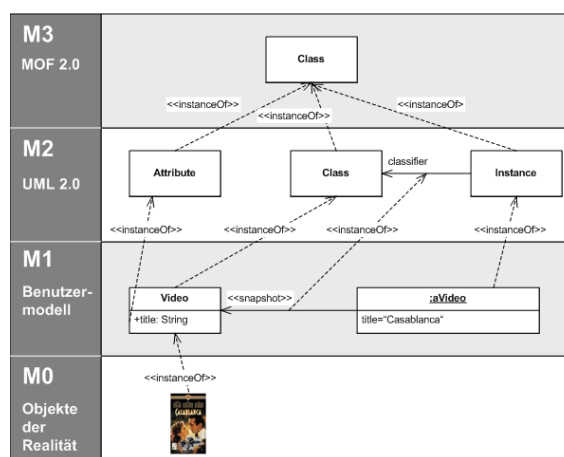 M3
MOF 2.0
Class
<<instanceOf>>
<<instanceOf>>
<<instanceOf>
M2
UML 2.0
Attribute
Class
classifier
Instance
<<instanceOf>>
<<instanceOf>>
<<instanceOf>>
<<instanceOf>>
M1
Benutzer-
modell
Video
+title: String
<<snapshot>>
:aVideo
title="Casablanca"
M0
Objekte
der
Realität
<<instanceOf>>
CASABLANCA